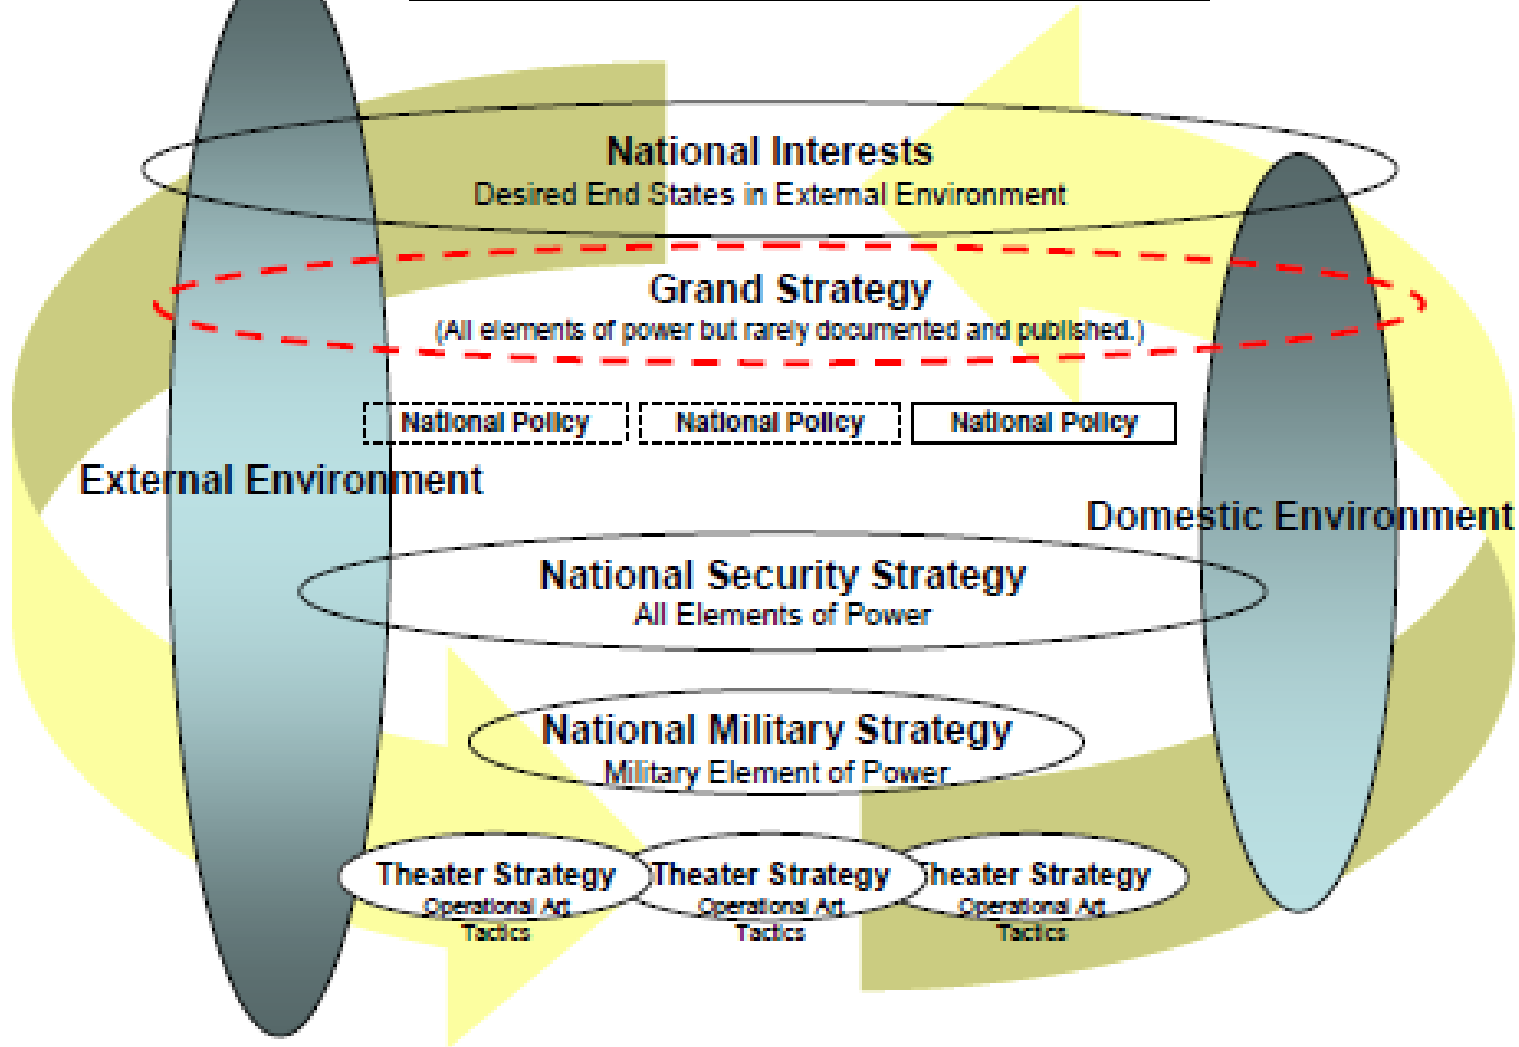 National Interests
Desired End States in External Environment
Grand Strategy
(All elements of power but rarely documented and published.)
National Policy
National Policy
National Policy
External Environment
Domestic Environment
National Security Strategy
All Elements of Power
National Military Strategy
Military Element of Power
Theater Strategy
Operational Art
Tactics
Theater Strategy
Operational Art
Tactics
Theater Strategy
Operational Art
Tactics